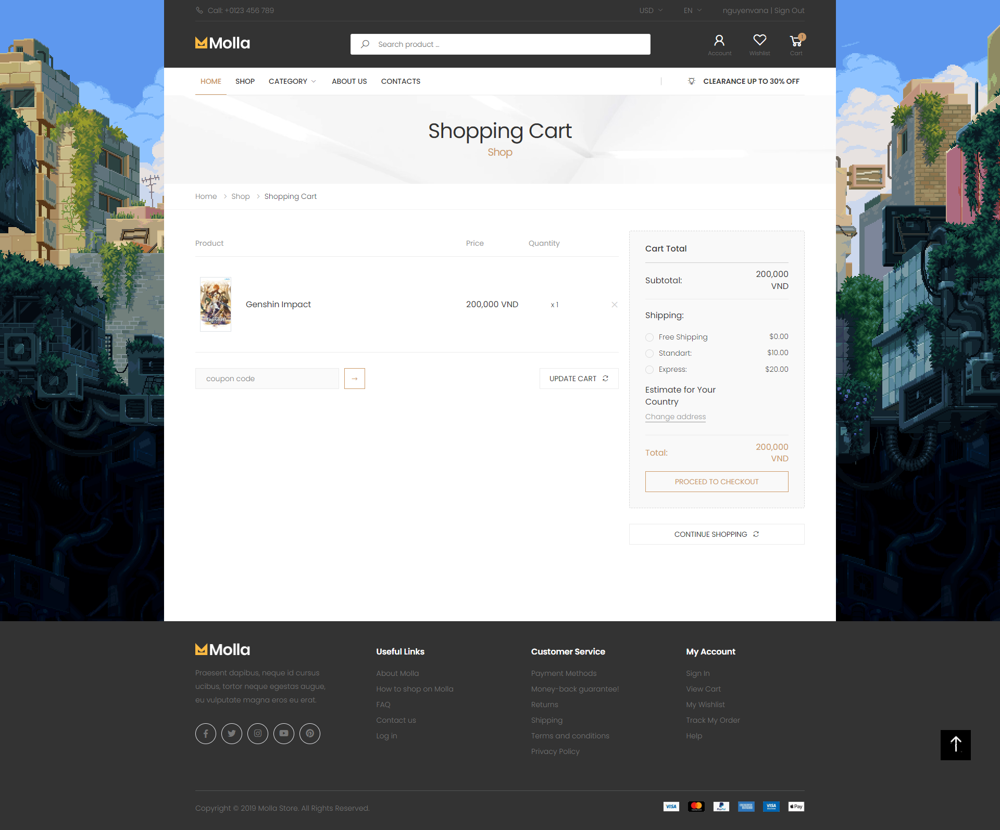 Call: +0123 456 789
USD
EN
nguyenvana | Sign Out
Molla
Search product ...
Account
Wishlist
1
Cart
HOME
SHOP
CATEGORY
ABOUT US
CONTACTS
CLEARANCE UP TO 30% OFF
Shopping Cart
Shop
Home
Shop
Shopping Cart
Product
Price
Quantity
Genshin Impact
200,000 VND
x 1
coupon code
UPDATE CART
Cart Total
Subtotal:
200,000
VND
Shipping:
Free Shipping
$0.00
Standart:
$10.00
Express:
$20.00
Estimate for Your
Country
Change address
Total:
200,000
VND
PROCEED TO CHECKOUT
CONTINUE SHOPPING
Molla
Praesent dapibus, neque id cursus
ucibus, tortor neque egestas augue,
eu vulputate magna eros eu erat.
Useful Links
About Molla
How to shop on Molla
FAQ
Contact us
Log in
Customer Service
Payment Methods
Money-back guarantee!
Returns
Shipping
Terms and conditions
Privacy Policy
My Account
Sign In
View Cart
My Wishlist
Track My Order
Help
Copyright © 2019 Molla Store. All Rights Reserved.
VISA
PayPal
VISA
Pay